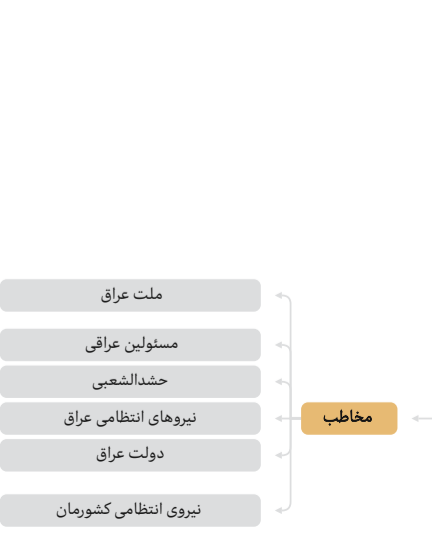 مخاطب
ملت عراق
مسئولین عراقی
حشدالشعبی
نیروهای انتظامی عراق
دولت عراق
نیروی انتظامی کشورمان